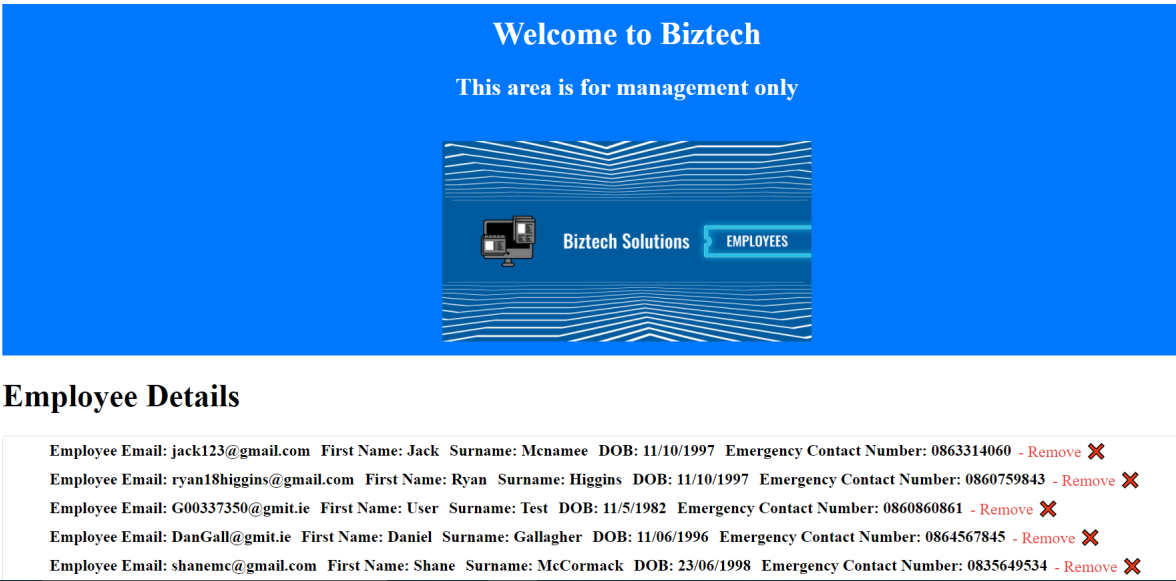 Welcome to Biztech
This area is for management only
Biztech Solutions EMPLOYEES
Employee Details
Employee Email: jack123@gmail.com First Name: Jack Surname: Mcnamee DOB: 11/10/1997 Emergency Contact Number: 0863314060 - Remove ❌
Employee Email: ryan18higgins@gmail.com First Name: Ryan Surname: Higgins DOB: 11/10/1997 Emergency Contact Number: 0860759843 - Remove ❌
Employee Email: G00337350@gmit.ie First Name: User Surname: Test DOB: 11/5/1982 Emergency Contact Number: 0860860861 - Remove ❌
Employee Email: DanGall@gmit.ie First Name: Daniel Surname: Gallagher DOB: 11/06/1996 Emergency Contact Number: 0864567845 - Remove ❌
Employee Email: shanemc@gmail.com First Name: Shane Surname: McCormack DOB: 23/06/1998 Emergency Contact Number: 0835649534 - Remove ❌